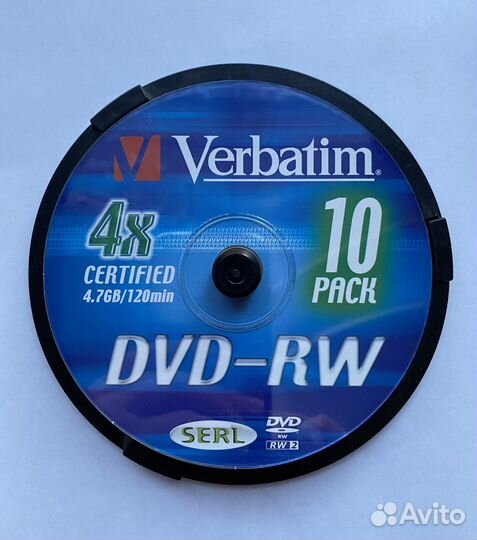 Verbatim®
4x
CERTIFIED
4.7GB/120min
10
PACK
DVD-RW
SERL
DVD
RW
RW 2
Avito